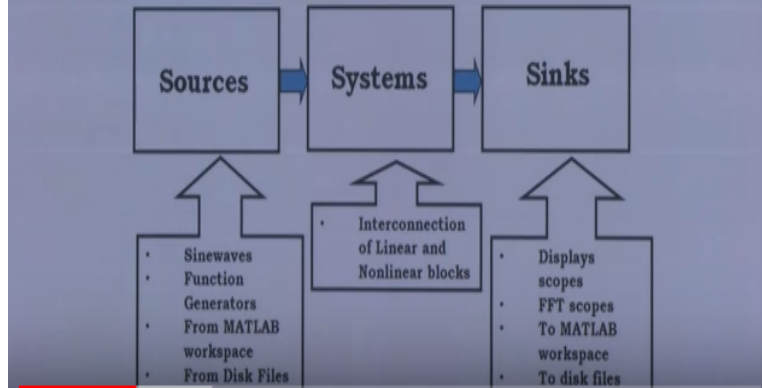 Sources
Systems
Sinks
· Sinewaves
· Function
Generators
· From MATLAB
workspace
· From Disk Files
· Interconnection
of Linear and
Nonlinear blocks
· Displays
scopes
· FFT scopes
· To MATLAB
workspace
· To disk files